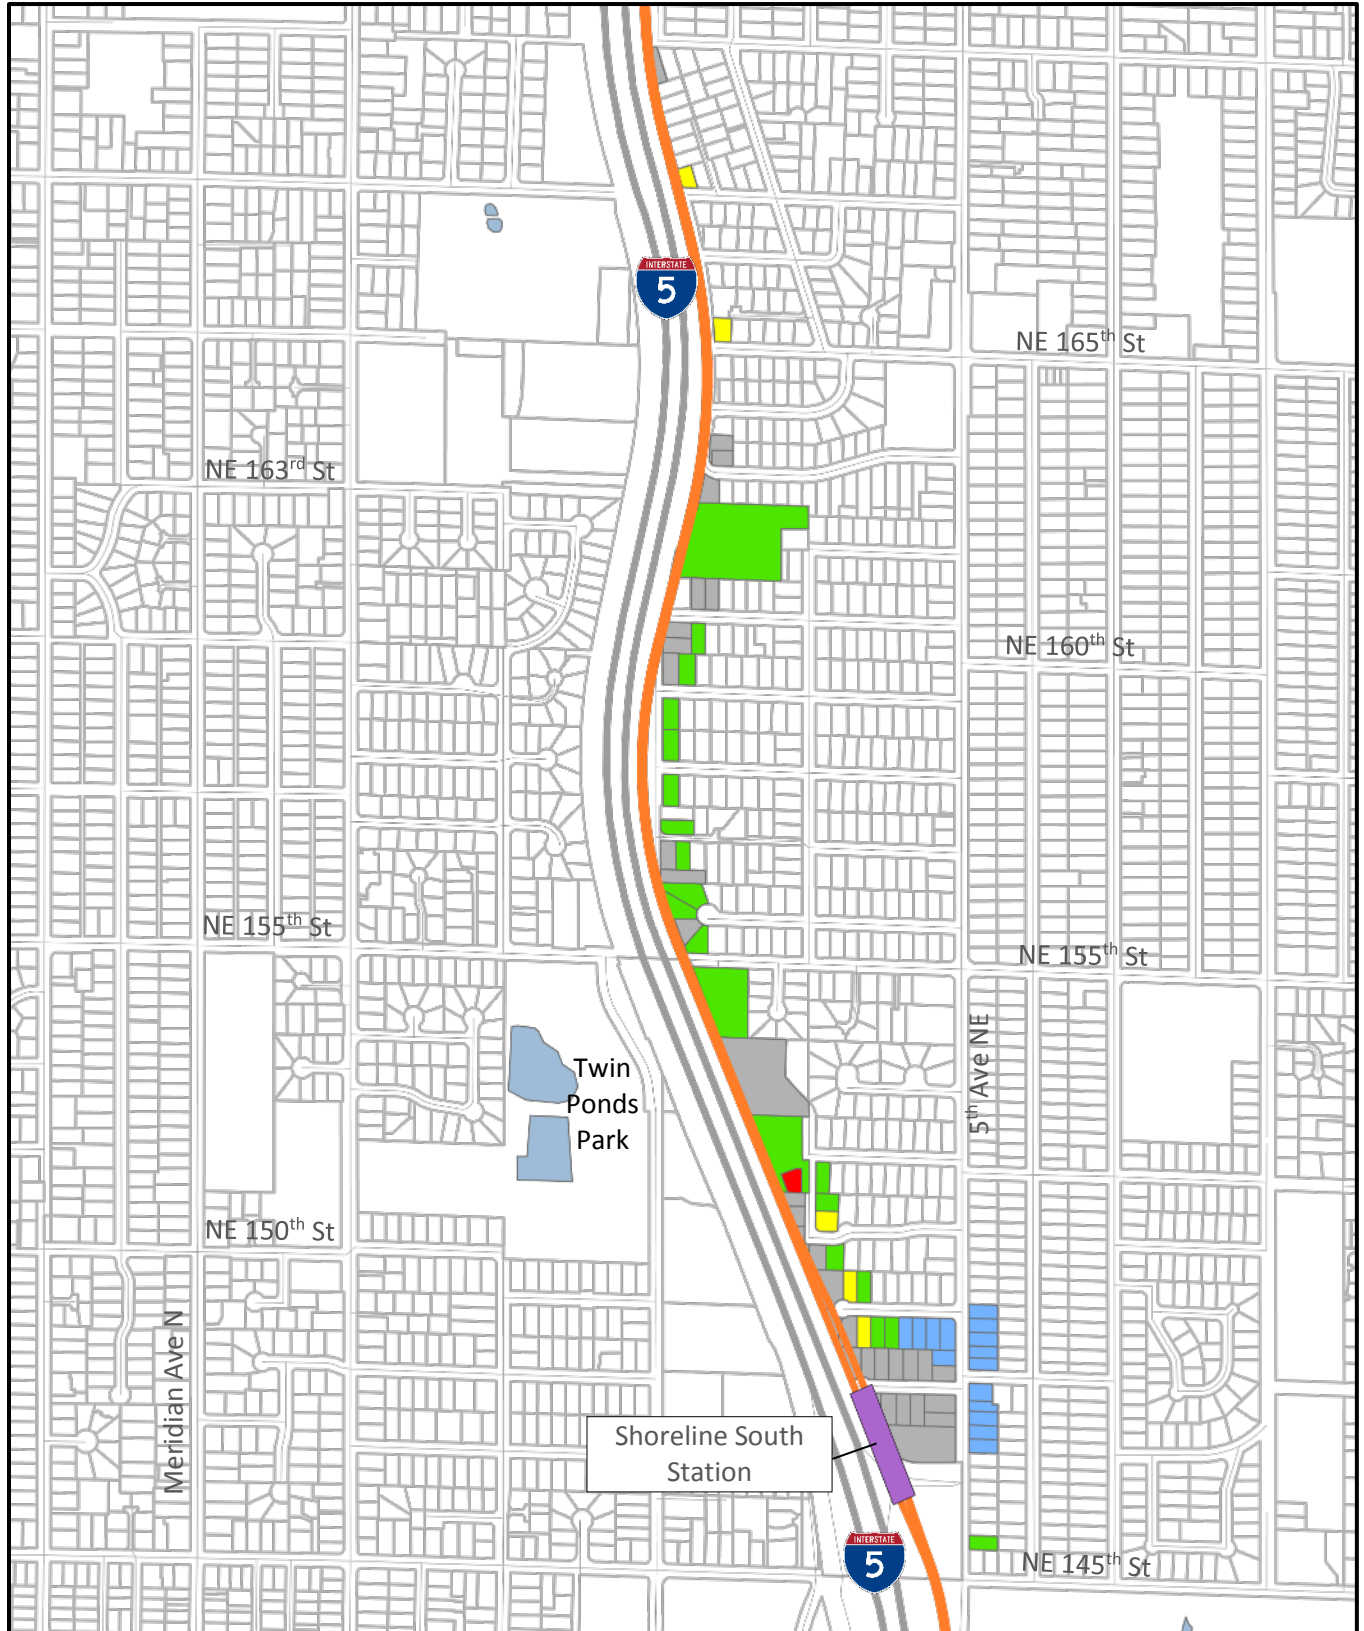 INTERSTATE
5
NE 165th St
NE 163rd St
NE 160th St
NE 155th St
NE 155th St
5th Ave NE
Twin
Ponds
Park
NE 150th St
Meridian Ave N
Shoreline South
Station
INTERSTATE
5
NE 145th St